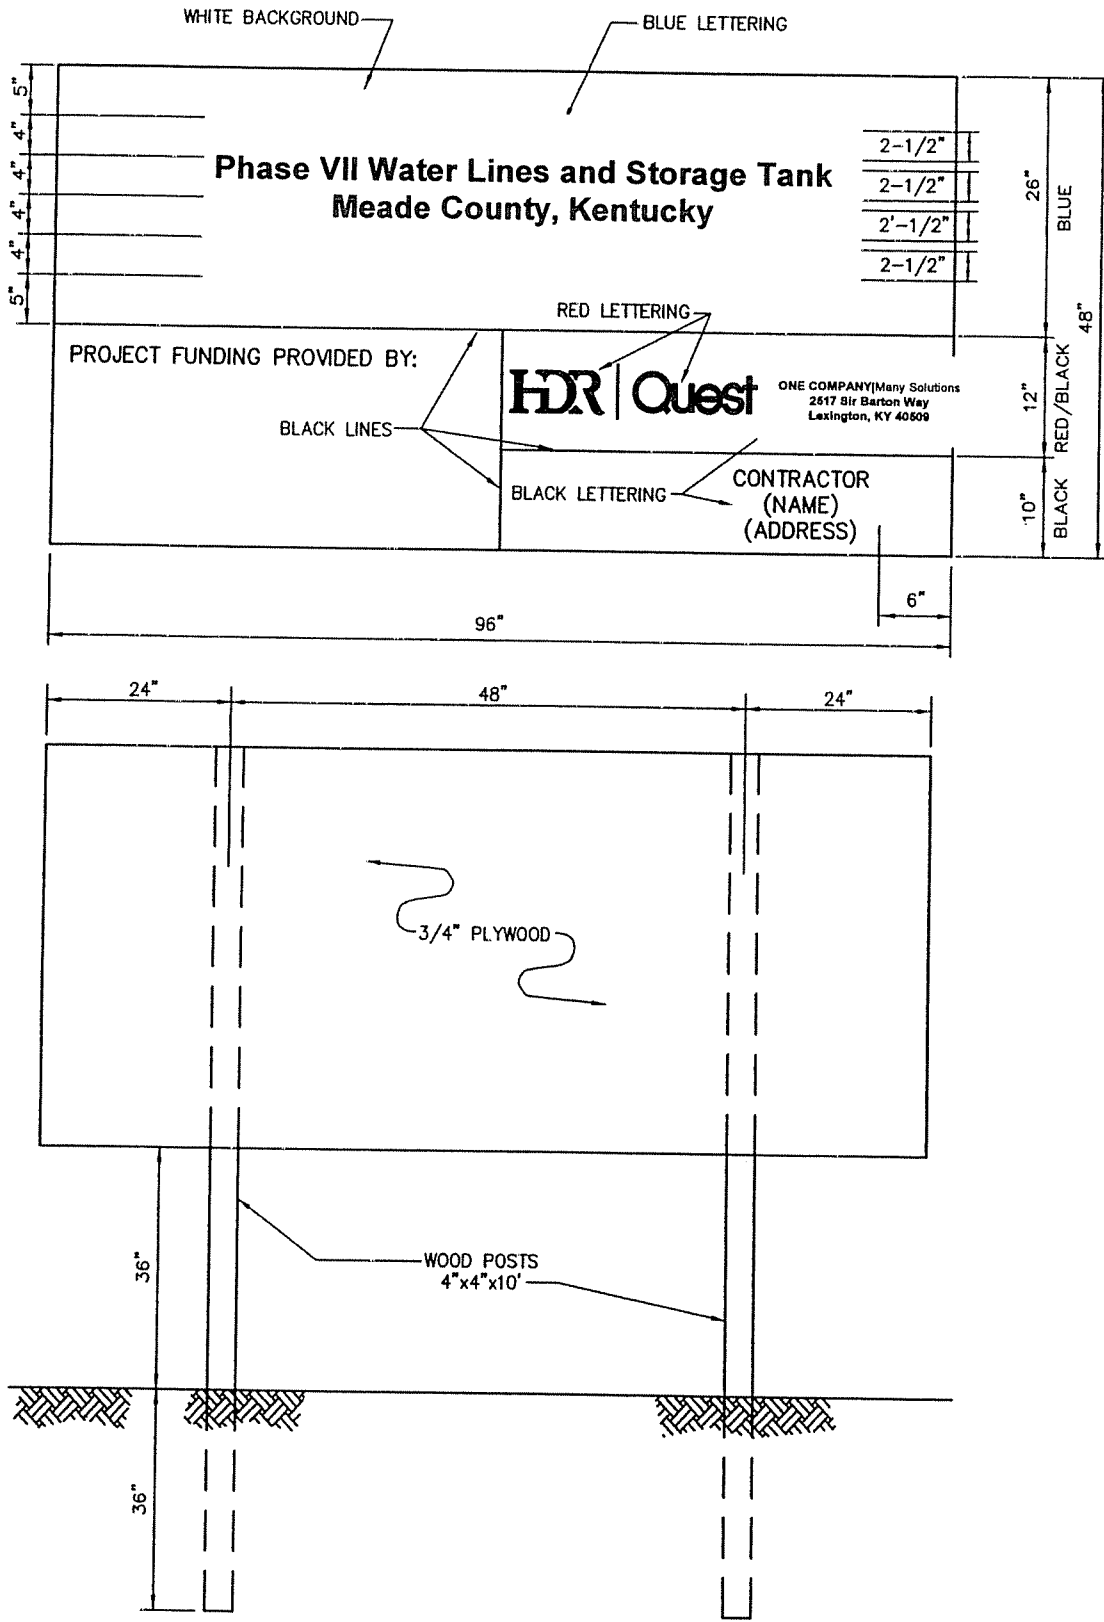 WHITE BACKGROUND
BLUE LETTERING
5"
4"
4"
4"
4"
5"
Phase VII Water Lines and Storage Tank
Meade County, Kentucky
2-1/2"
2-1/2"
2'-1/2"
2-1/2"
26"
BLUE
48"
RED LETTERING
PROJECT FUNDING PROVIDED BY:
HDR | Quest
ONE COMPANY|Many Solutions
2517 Sir Barton Way
Lexington, KY 40509
12"
RED/BLACK
BLACK LINES
BLACK LETTERING
CONTRACTOR
(NAME)
(ADDRESS)
10"
BLACK
6"
96"
24"
48"
24"
3/4" PLYWOOD
36"
WOOD POSTS
4"x4"x10'
36"